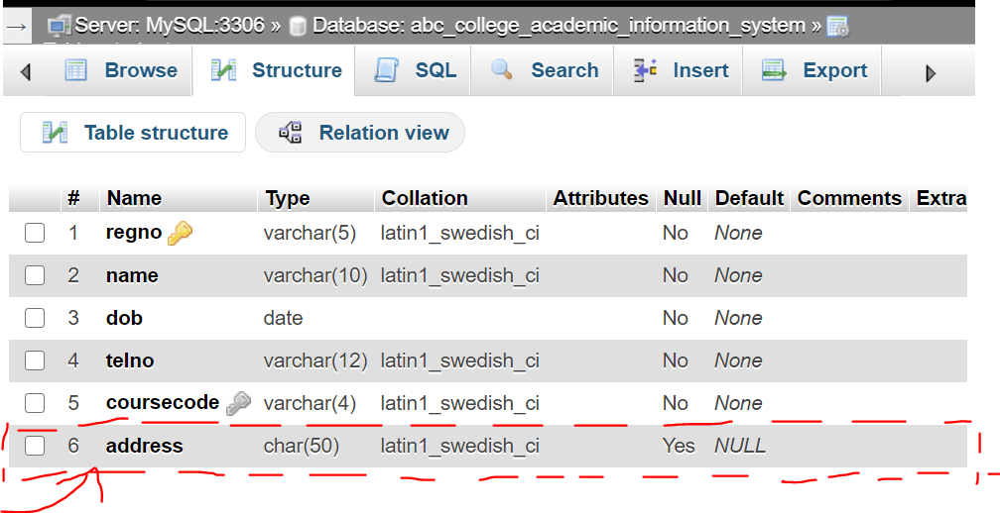 Server: MySQL:3306 » Database: abc_college_academic_information_system »
Browse Structure SQL Search Insert Export
Table structure Relation view
# Name Type Collation Attributes Null Default Comments Extra
1 regno varchar(5) latin1_swedish_ci No None
2 name varchar(10) latin1_swedish_ci No None
3 dob date No None
4 telno varchar(12) latin1_swedish_ci No None
5 coursecode varchar(4) latin1_swedish_ci No None
6 address char(50) latin1_swedish_ci Yes NULL